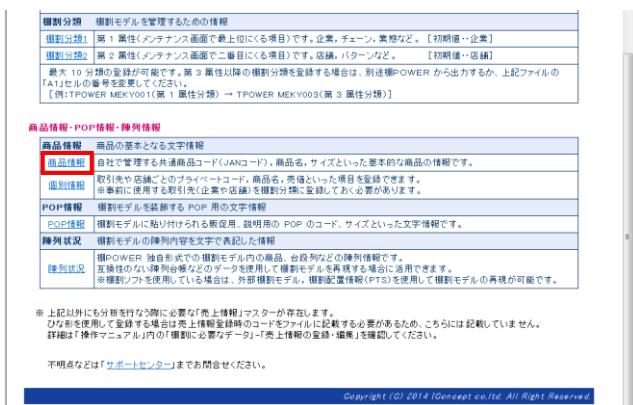 棚割分類 棚割モデルを管理するための情報
棚割分類1 第1属性(メンテナンス画面で最上位にくる項目)です。企業，チェーン，業態など。 [初期値‥企業]
棚割分類2 第2属性(メンテナンス画面で二番目にくる項目)です。店舗，パターンなど。 [初期値‥店舗]
最大 10 分類の登録が可能です。第 3 属性以降の棚割分類を登録する場合は、別途棚POWER から出力するか、上記ファイルの
「A1」セルの番号を変更してください。
[例：TPOWER MEKY001(第 1 属性分類) → TPOWER MEKY003(第 3 属性分類)]
商品情報・POP情報・陳列情報
商品情報 商品の基本となる文字情報
商品情報 自社で管理する共通商品コード(JANコード)，商品名，サイズといった基本的な商品の情報です。
個別情報 取引先や店舗ごとのプライベートコード，商品名，売価といった項目を登録できます。
※事前に使用する取引先(企業や店舗)を棚割分類に登録しておく必要があります。
POP情報 棚割モデルを装飾する POP 用の文字情報
POP情報 棚割モデルに貼り付けられる販促用、説明用の POP のコード、サイズといった文字情報です。
陳列状況 棚割モデルの陳列内容を文字で表記した情報
陳列状況 棚POWER 独自形式での棚割モデル内の商品、台段列などの陳列情報です。
互換性のない陳列台帳などのデータを使用して棚割モデルを再現する場合に活用できます。
※棚割ソフトを使用している場合は、外部棚割モデル，棚割配置情報(PTS)を使用して棚割モデルの再現が可能です。
※ 上記以外にも分析を行なう際に必要な「売上情報」マスターが存在します。
ひな形を使用して登録する場合は売上情報登録時のコードをファイルに記載する必要があるため、こちらには記載していません。
詳細は「操作マニュアル」内の「棚割に必要なデータ」-「売上情報の登録・編集」を確認してください。
不明点などは「サポートセンター」までお問合せください。
Copyright (C) 2014 IConcept co.ltd. All Right Reserved.